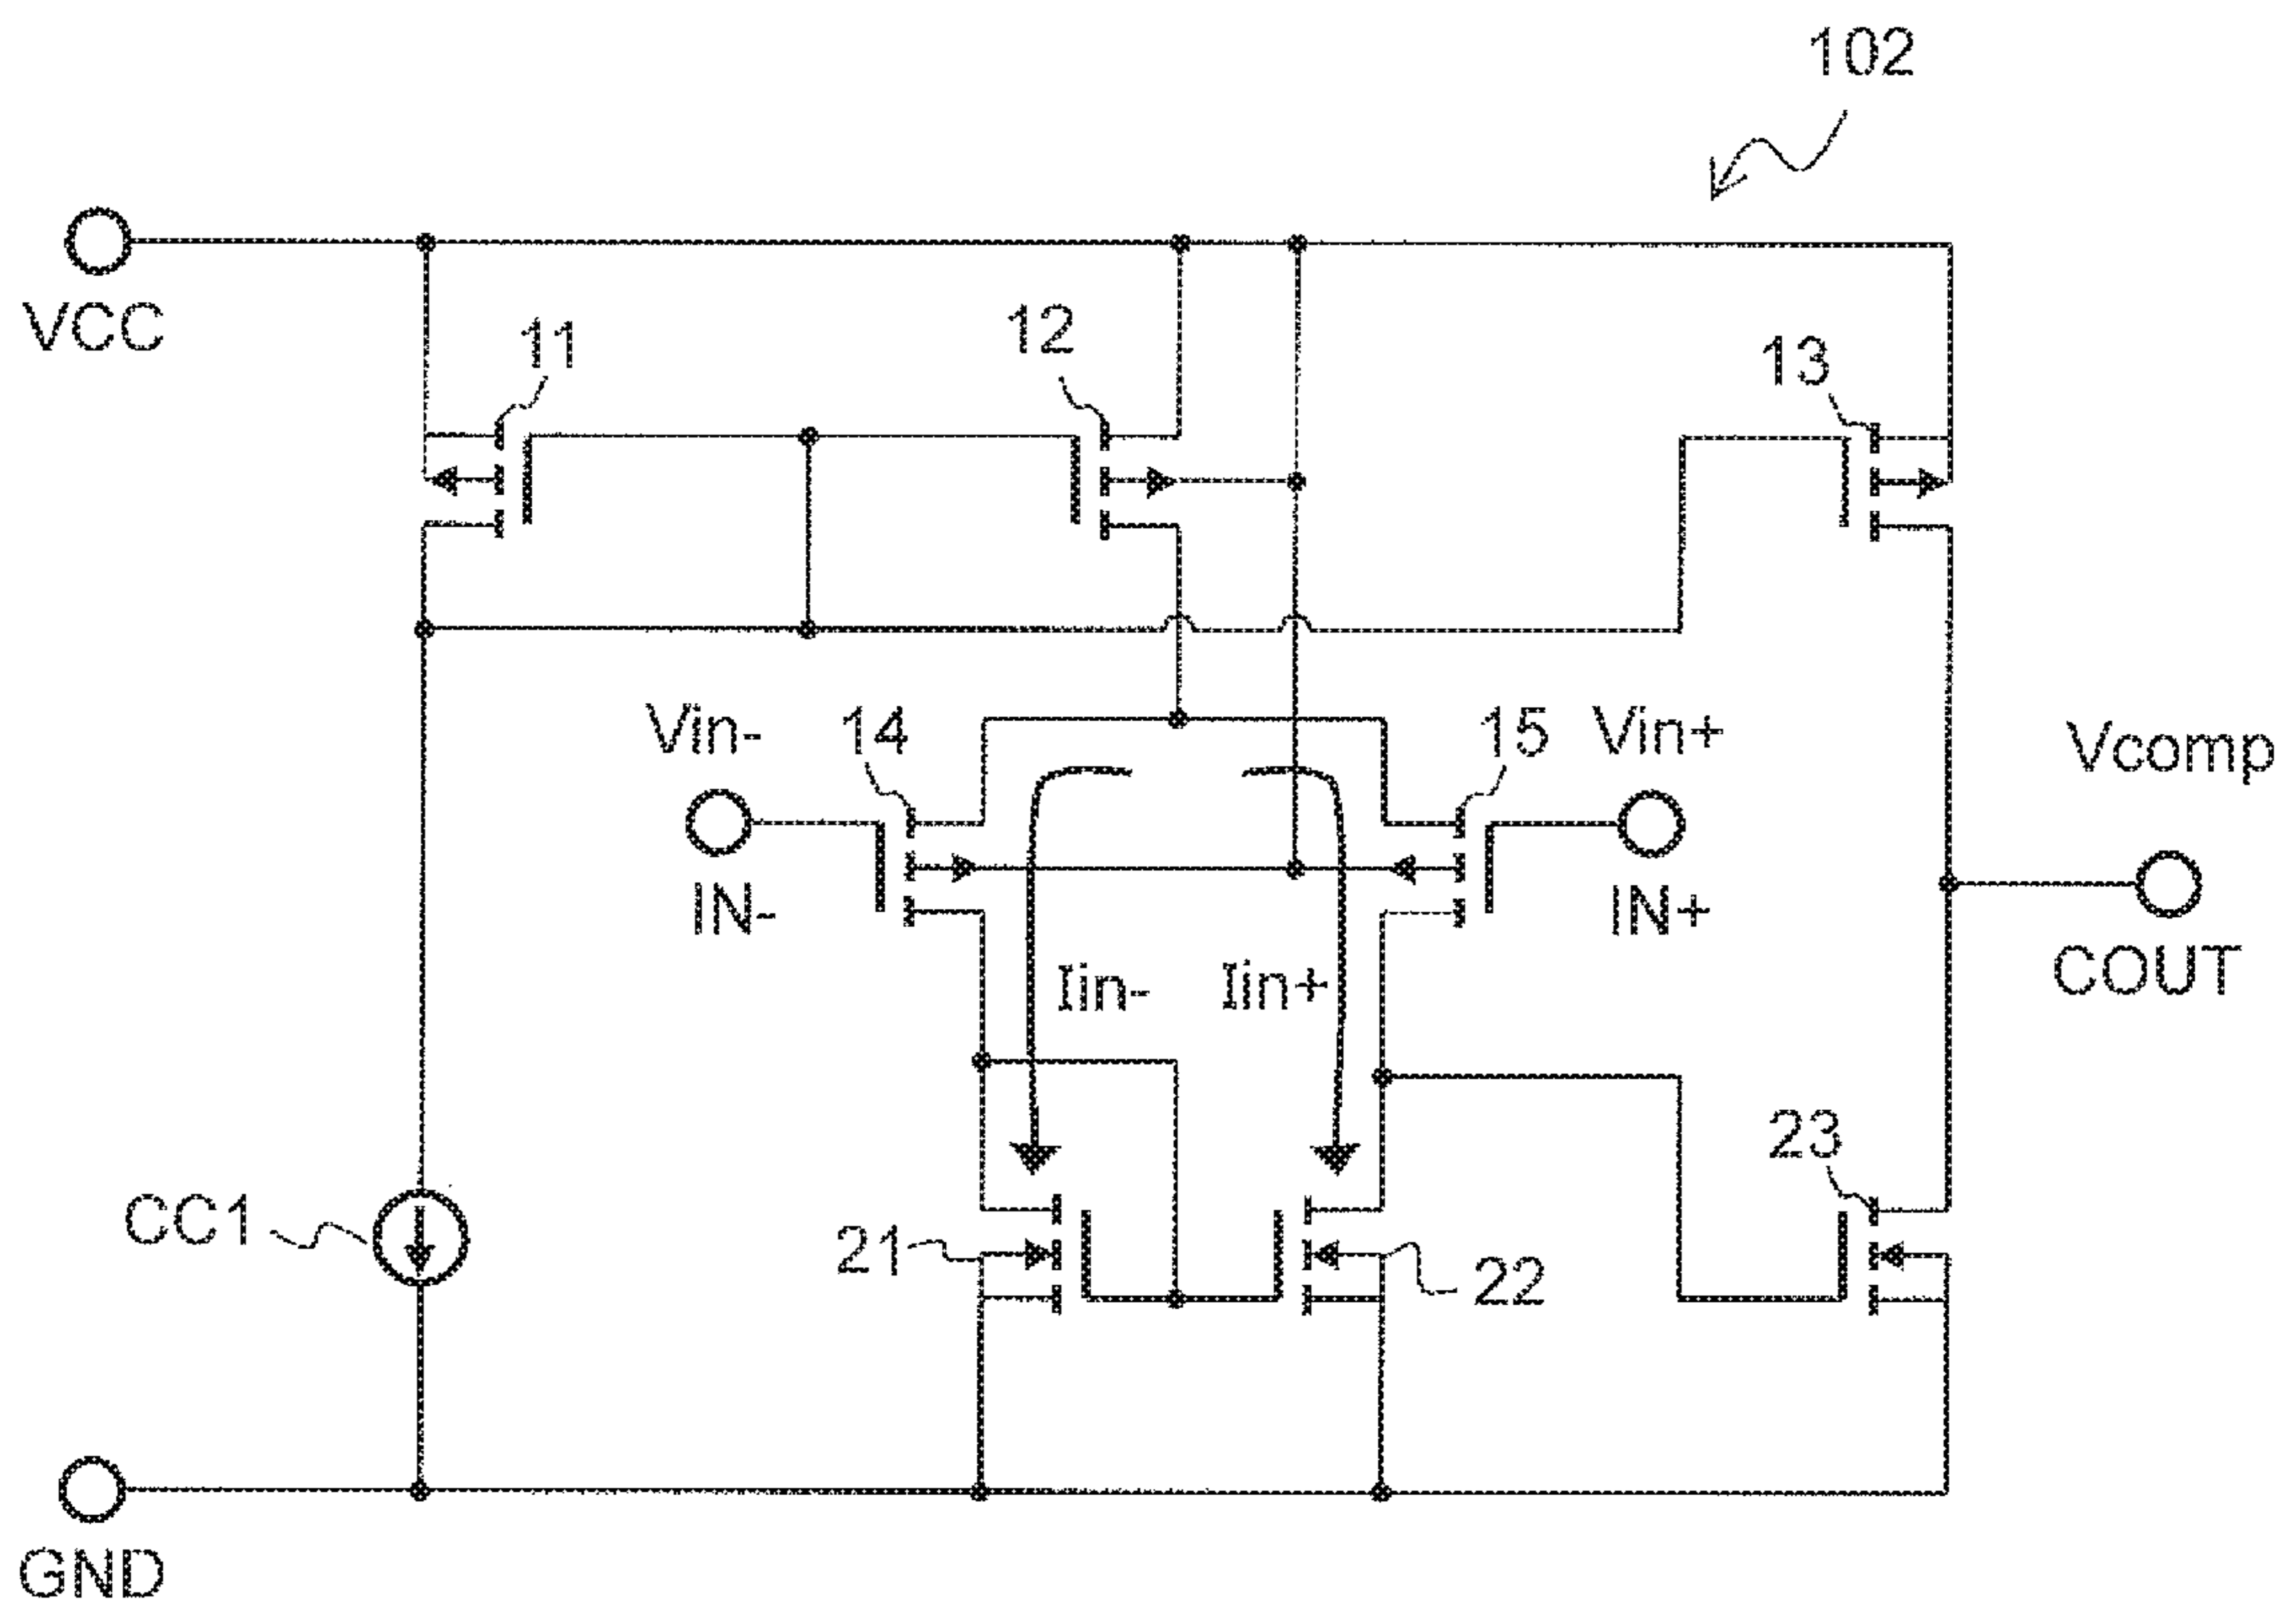 102
VCC
11
12
13
Vin-
14
15
Vin+
Vcomp
IN-
IN+
COUT
Iin-
Iin+
CC1
21
22
23
GND